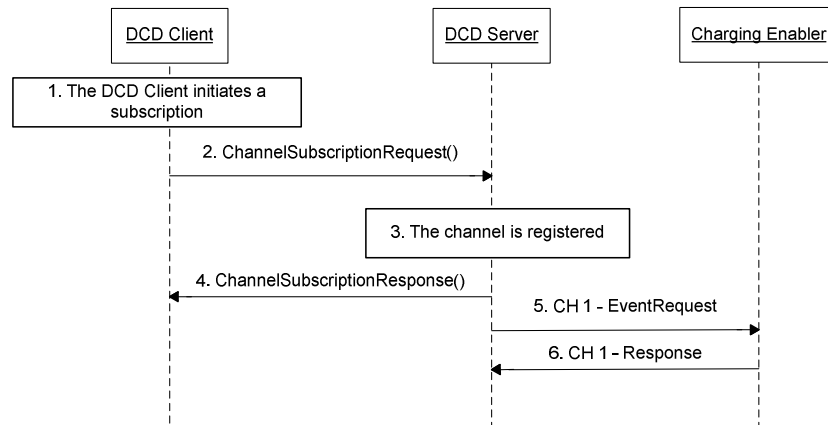 DCD Client
DCD Server
Charging Enabler
1. The DCD Client initiates a
subscription
2. ChannelSubscriptionRequest()
3. The channel is registered
4. ChannelSubscriptionResponse()
5. CH 1 – EventRequest
6. CH 1 – Response